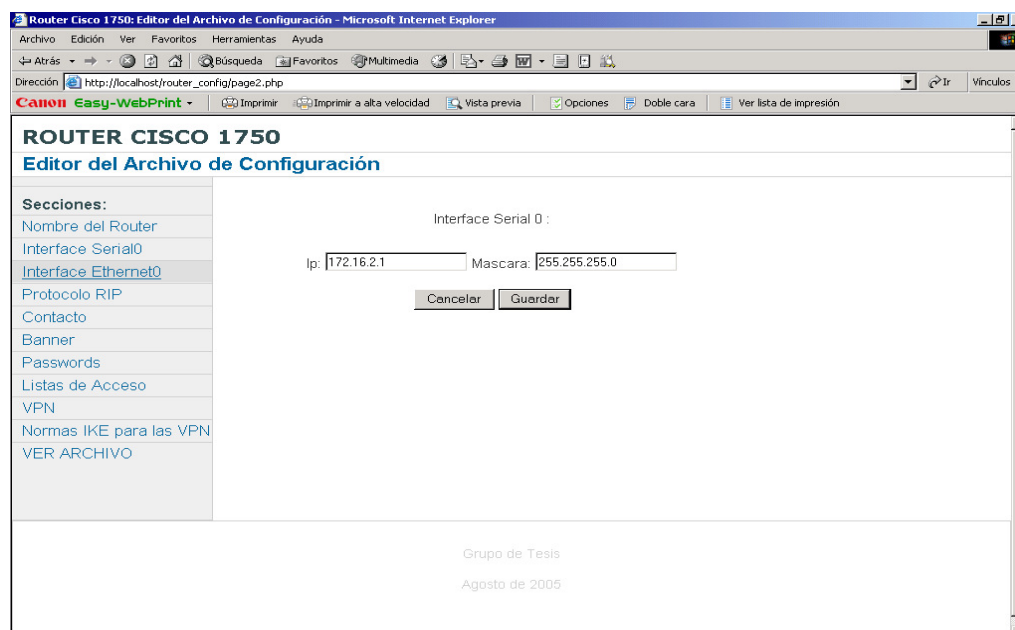 Router Cisco 1750: Editor del Archivo de Configuración - Microsoft Internet Explorer
Archivo Edición Ver Favoritos Herramientas Ayuda
Atrás Búsqueda Favoritos Multimedia
Dirección http://localhost/router_config/page2.php Ir Vínculos
Canon Easy-WebPrint Imprimir Imprimir a alta velocidad Vista previa Opciones Doble cara Ver lista de impresión
ROUTER CISCO 1750
Editor del Archivo de Configuración
Secciones:
Nombre del Router
Interface Serial0
Interface Ethernet0
Protocolo RIP
Contacto
Banner
Passwords
Listas de Acceso
VPN
Normas IKE para las VPN
VER ARCHIVO
Interface Serial 0 :
Ip: 172.16.2.1 Mascara: 255.255.255.0
Cancelar Guardar
Grupo de Tesis
Agosto de 2005